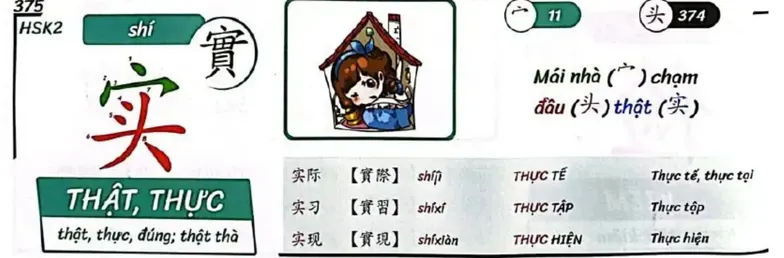 375
HSK2
shí
實
实
THẬT, THỰC
thật, thực, đúng; thật thà
宀 11
头 374
Mái nhà (宀) chạm
đầu (头) thật (实)
实际 【實際】 shíjì THỰC TẾ Thực tế, thực tại
实习 【實習】 shíxí THỰC TẬP Thực tập
实现 【實現】 shíxiàn THỰC HIỆN Thực hiện